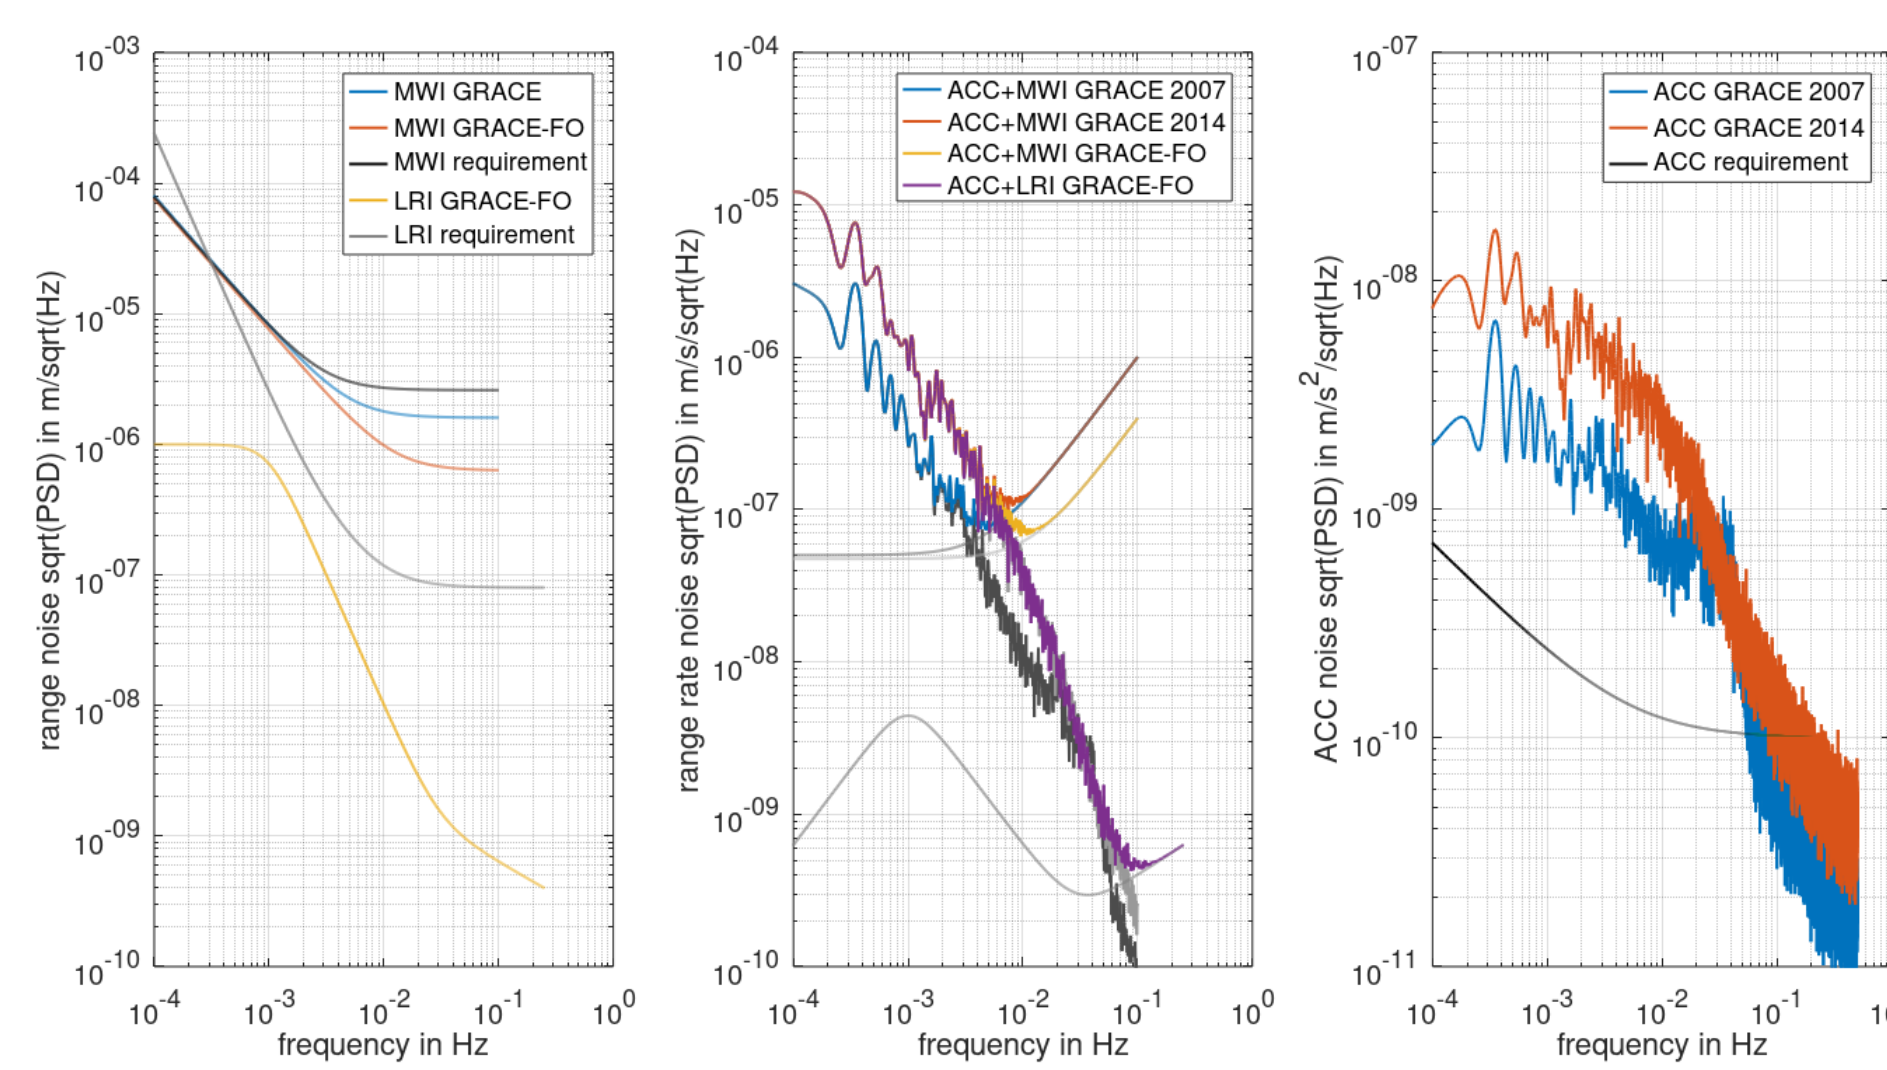 range noise sqrt(PSD) in m/sqrt(Hz)
10^-03
10^-04
10^-05
10^-06
10^-07
10^-08
10^-09
10^-10
MWI GRACE
MWI GRACE-FO
MWI requirement
LRI GRACE-FO
LRI requirement
10^-4 10^-3 10^-2 10^-1 10^0
frequency in Hz
range rate noise sqrt(PSD) in m/s/sqrt(Hz)
10^-04
10^-05
10^-06
10^-07
10^-08
10^-09
10^-10
ACC+MWI GRACE 2007
ACC+MWI GRACE 2014
ACC+MWI GRACE-FO
ACC+LRI GRACE-FO
10^-4 10^-3 10^-2 10^-1 10^0
frequency in Hz
ACC noise sqrt(PSD) in m/s^2/sqrt(Hz)
10^-07
10^-08
10^-09
10^-10
10^-11
ACC GRACE 2007
ACC GRACE 2014
ACC requirement
10^-4 10^-3 10^-2 10^-1
frequency in Hz